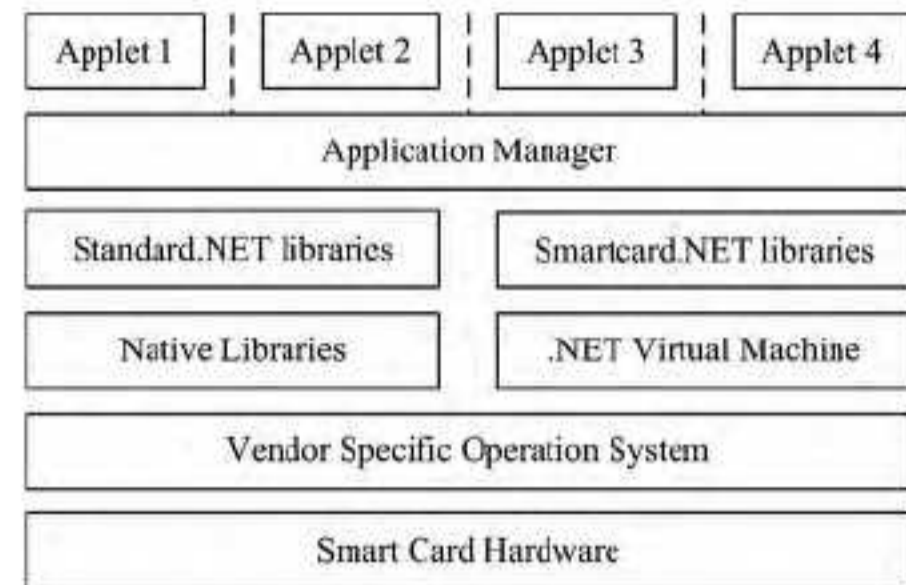 Applet 1
Applet 2
Applet 3
Applet 4
Application Manager
Standard.NET libraries
Smartcard.NET libraries
Native Libraries
.NET Virtual Machine
Vendor Specific Operation System
Smart Card Hardware